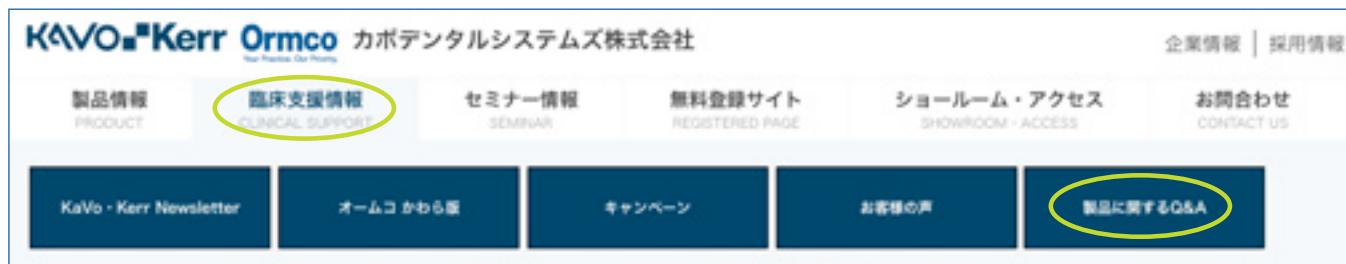 KAVO Kerr Ormco カボデンタルシステムズ株式会社
Your Practice. Our Priority.
企業情報 | 採用情報
製品情報 臨床支援情報 セミナー情報 無料登録サイト ショールーム・アクセス お問合わせ
PRODUCT CLINICAL SUPPORT SEMINAR REGISTERED PAGE SHOWROOM・ACCESS CONTACT US
KaVo・Kerr Newsletter オームコ かわら版 キャンペーン お客様の声 製品に関するQ&A